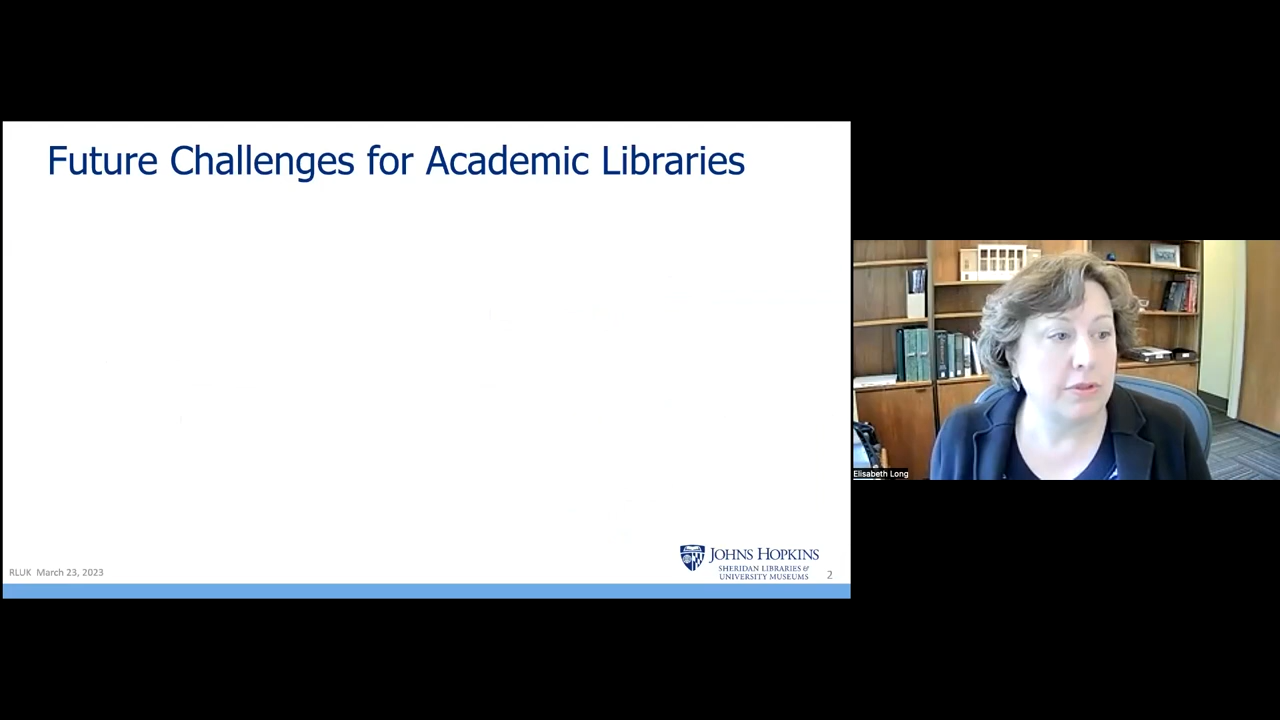 Future Challenges for Academic Libraries
JOHNS HOPKINS
SHERIDAN LIBRARIES &
UNIVERSITY MUSEUMS
RLUK March 23, 2023
2
Elisabeth Long